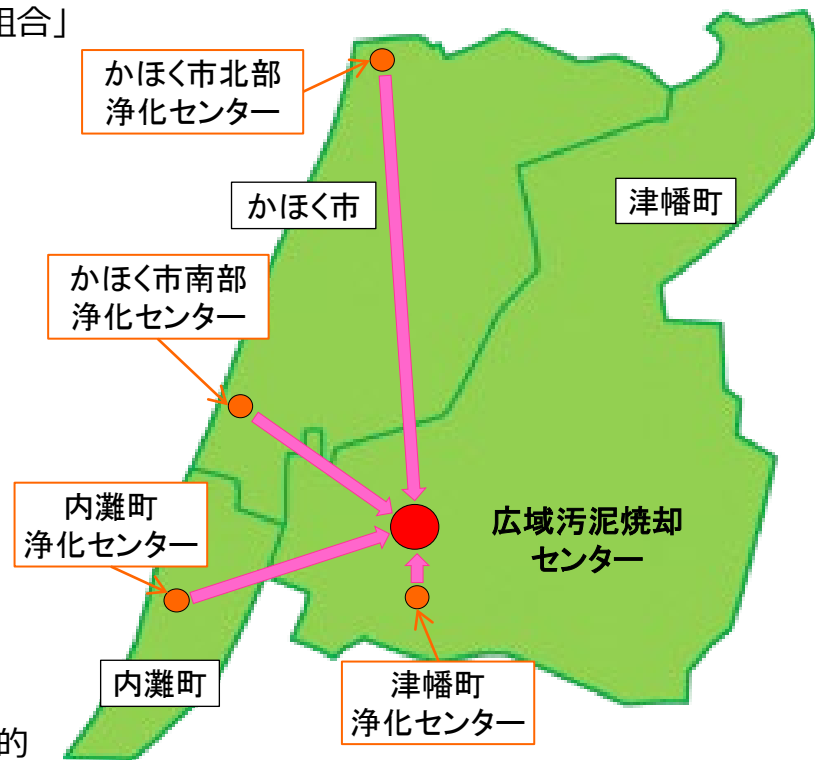 組合」
かほく市北部
浄化センター
かほく市
津幡町
かほく市南部
浄化センター
内灘町
浄化センター
広域汚泥焼却
センター
内灘町
津幡町
浄化センター
的